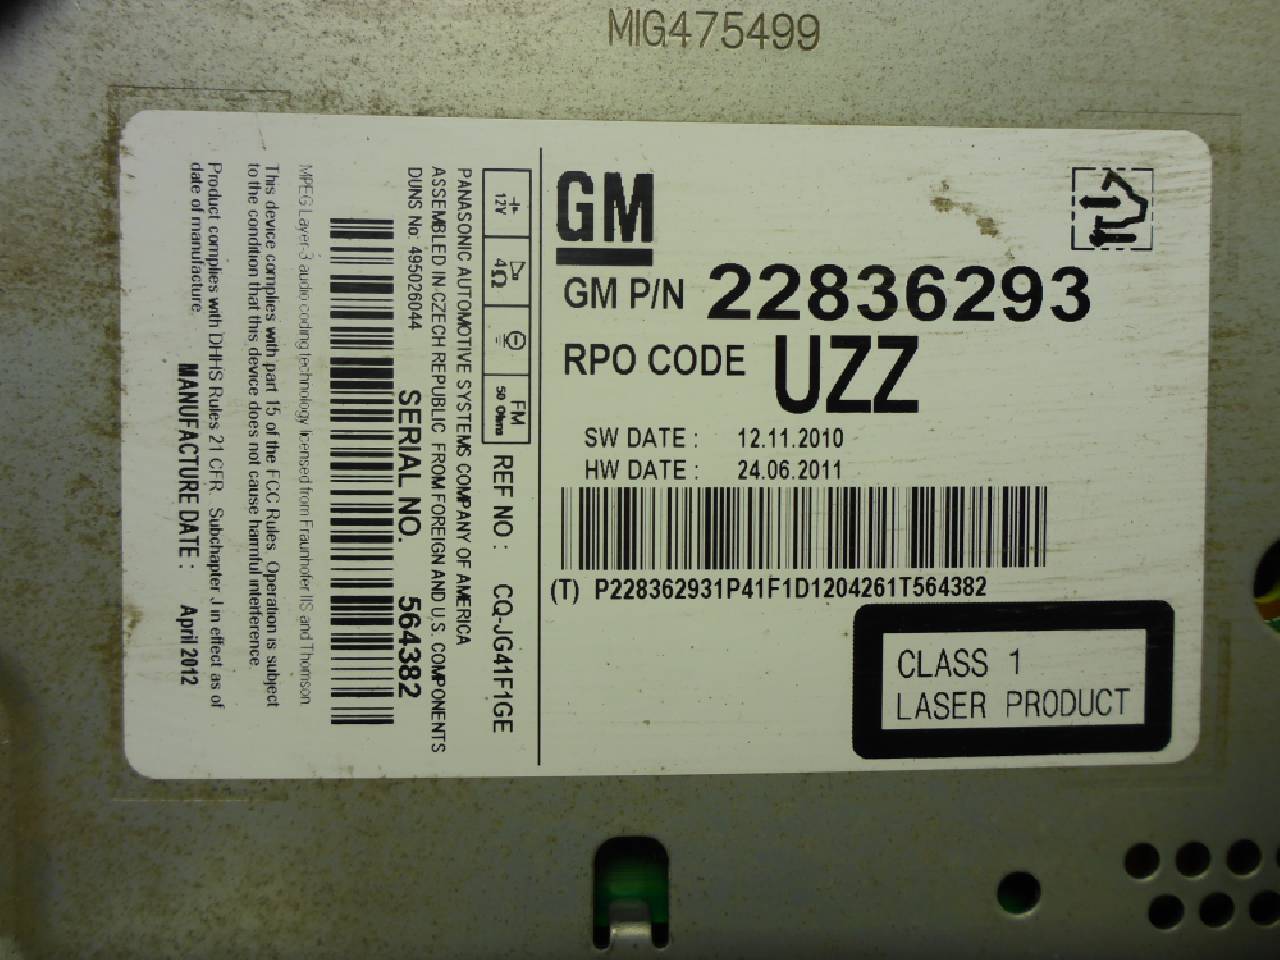 MIG475499
GM
GM P/N 22836293
RPO CODE UZZ
SW DATE : 12.11.2010
HW DATE : 24.06.2011
(T) P228362931P41F1D1204261T564382
CLASS 1
LASER PRODUCT
12V
4Ω
FM
50 Ohms
REF NO : CQ-JG41F1GE
PANASONIC AUTOMOTIVE SYSTEMS COMPANY OF AMERICA
ASSEMBLED IN CZECH REPUBLIC FROM FOREIGN AND U.S. COMPONENTS
DUNS No: 495026044
SERIAL NO. 564382
MPEG Layer-3 audio coding technology licensed from Fraunhofer IIS and Thomson
This device complies with part 15 of the FCC Rules. Operation is subject
to the condition that this device does not cause harmful interference.
Product complies with DHHS Rules 21 CFR. Subchapter J in effect as of
date of manufacture.
MANUFACTURE DATE : April 2012